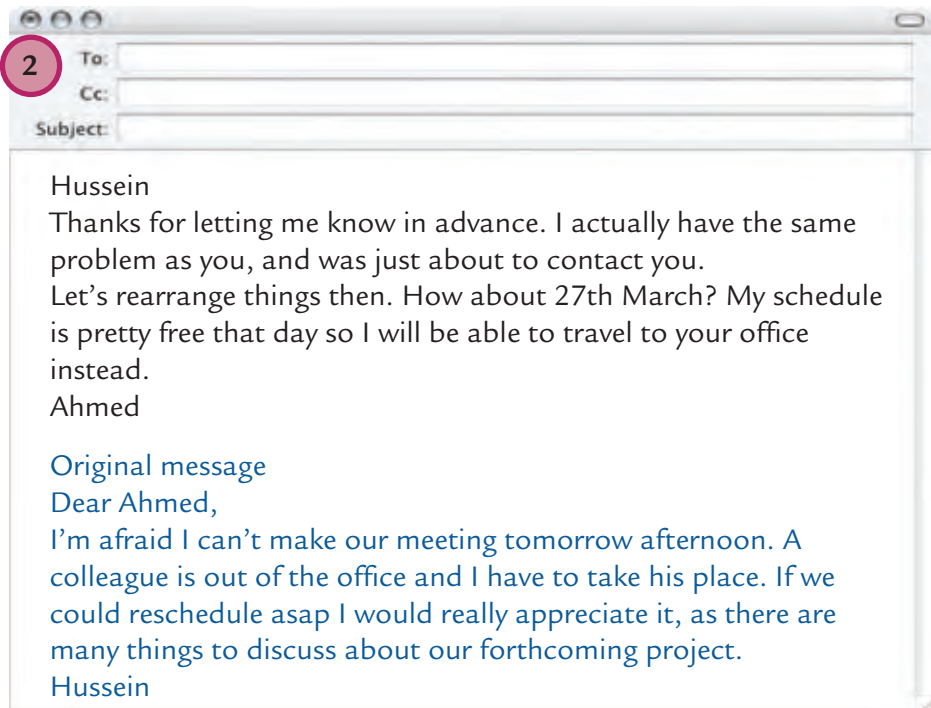 2
To:
Cc:
Subject:
Hussein
Thanks for letting me know in advance. I actually have the same
problem as you, and was just about to contact you.
Let's rearrange things then. How about 27th March? My schedule
is pretty free that day so I will be able to travel to your office
instead.
Ahmed
Original message
Dear Ahmed,
I'm afraid I can't make our meeting tomorrow afternoon. A
colleague is out of the office and I have to take his place. If we
could reschedule asap I would really appreciate it, as there are
many things to discuss about our forthcoming project.
Hussein